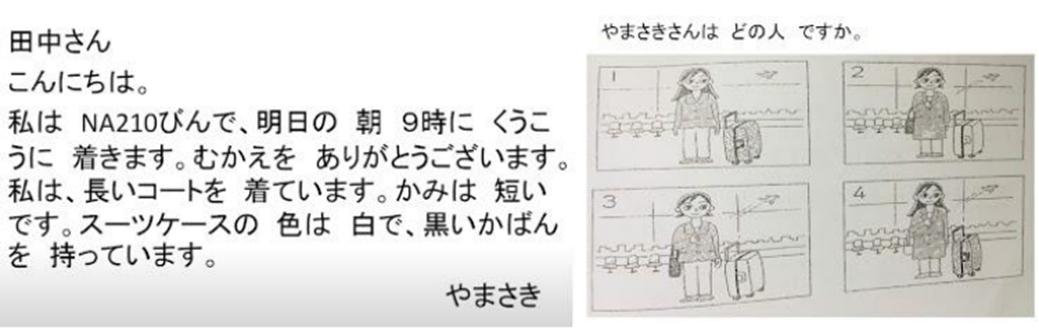 田中さん
こんにちは。
私は NA210びんで、明日の 朝 9時に くうこ
うに 着きます。むかえを ありがとうございます。
私は、長いコートを 着ています。かみは 短い
です。スーツケースの 色は 白で、黒いかばん
を 持っています。
やまさき
やまさきさんは どの人 ですか。
1
2
3
4